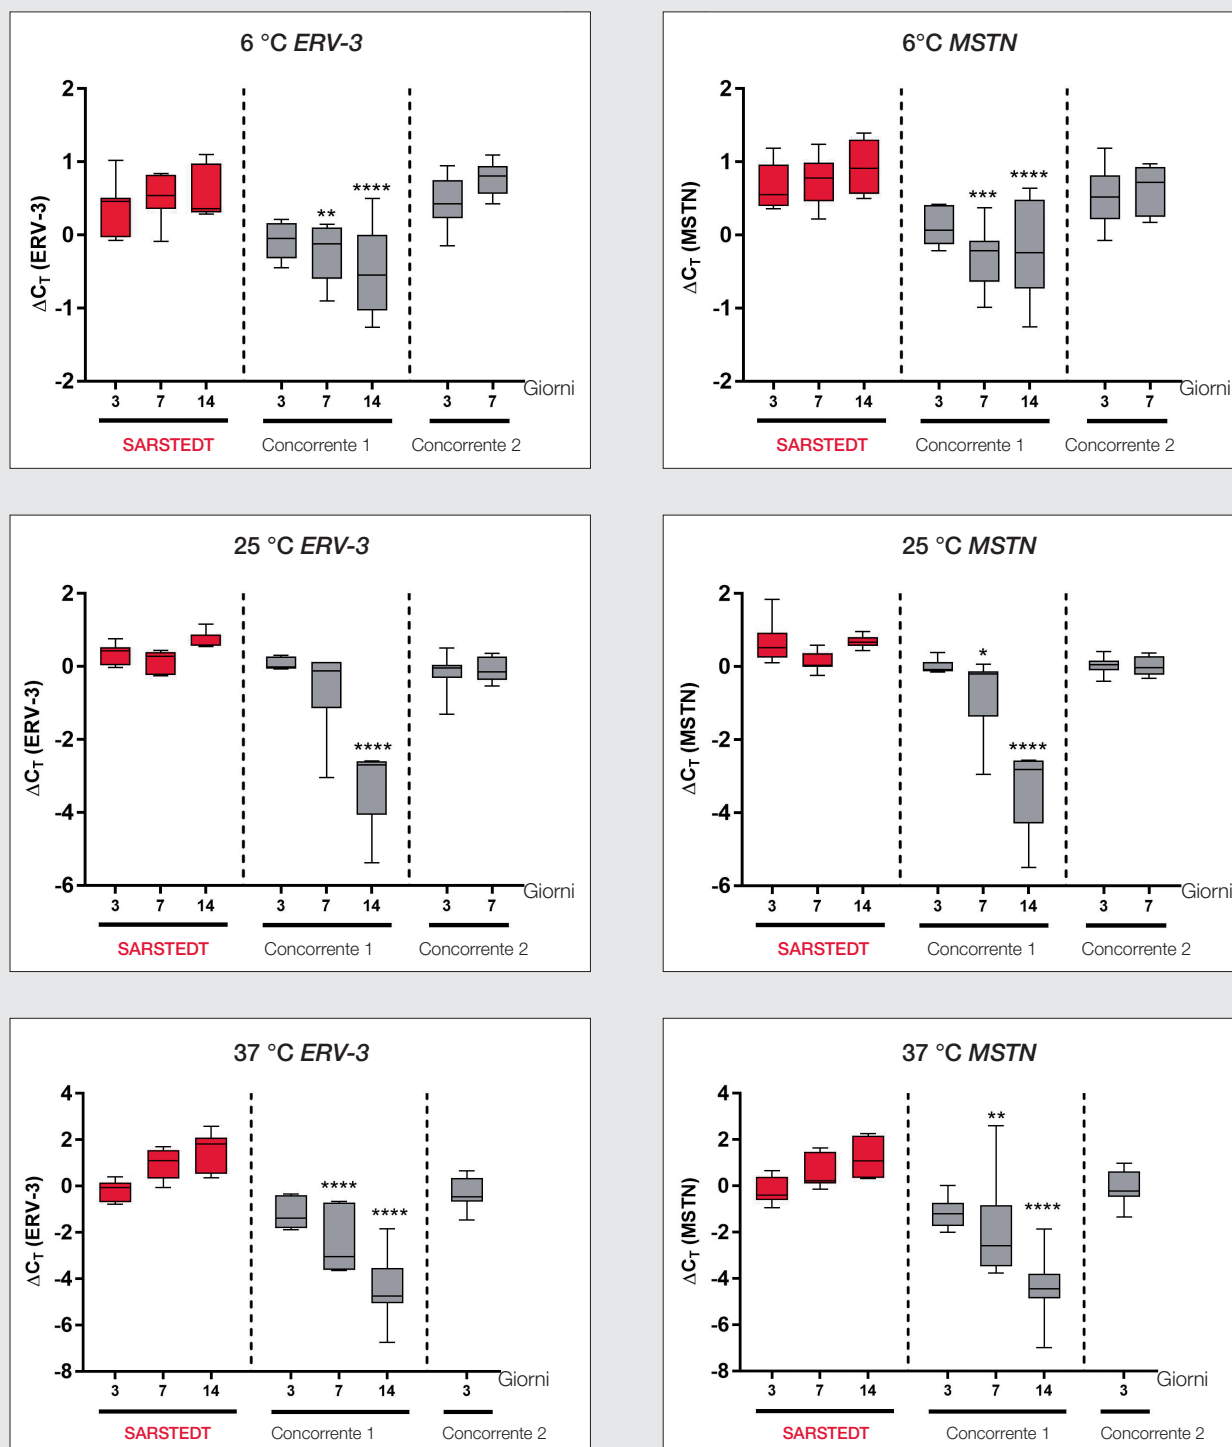 6 °C ERV-3
2
1
0
-1
-2
ΔCT (ERV-3)
**
****
3 7 14 3 7 14 3 7
Giorni
SARSTEDT Concorrente 1 Concorrente 2
6°C MSTN
2
1
0
-1
-2
ΔCT (MSTN)
***
****
3 7 14 3 7 14 3 7
Giorni
SARSTEDT Concorrente 1 Concorrente 2
25 °C ERV-3
2
0
-2
-4
-6
ΔCT (ERV-3)
****
3 7 14 3 7 14 3 7
Giorni
SARSTEDT Concorrente 1 Concorrente 2
25 °C MSTN
2
0
-2
-4
-6
ΔCT (MSTN)
*
****
3 7 14 3 7 14 3 7
Giorni
SARSTEDT Concorrente 1 Concorrente 2
37 °C ERV-3
4
2
0
-2
-4
-6
-8
ΔCT (ERV-3)
****
****
3 7 14 3 7 14 3
Giorni
SARSTEDT Concorrente 1 Concorrente 2
37 °C MSTN
4
2
0
-2
-4
-6
-8
ΔCT (MSTN)
**
****
3 7 14 3 7 14 3
Giorni
SARSTEDT Concorrente 1 Concorrente 2